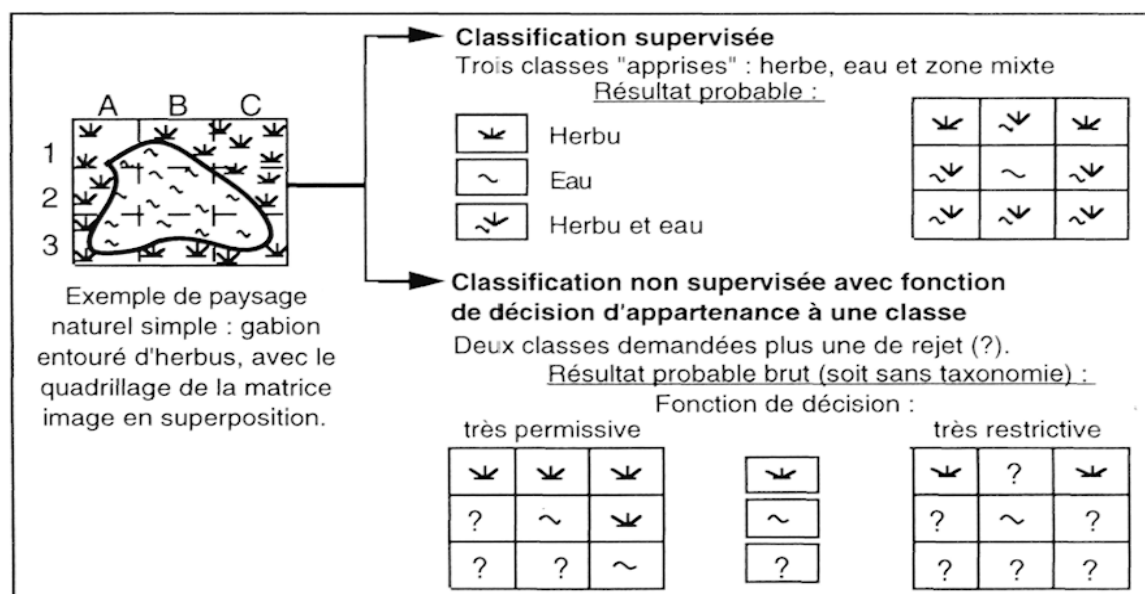 Classification supervisée
Trois classes "apprises" : herbe, eau et zone mixte
Résultat probable :
A B C
1
2
3
Herbu
Eau
Herbu et eau
Exemple de paysage
naturel simple : gabion
entouré d'herbus, avec le
quadrillage de la matrice
image en superposition.
Classification non supervisée avec fonction
de décision d'appartenance à une classe
Deux classes demandées plus une de rejet (?).
Résultat probable brut (soit sans taxonomie) :
Fonction de décision :
très permissive
?
? ?
?
très restrictive
?
? ?
? ? ?